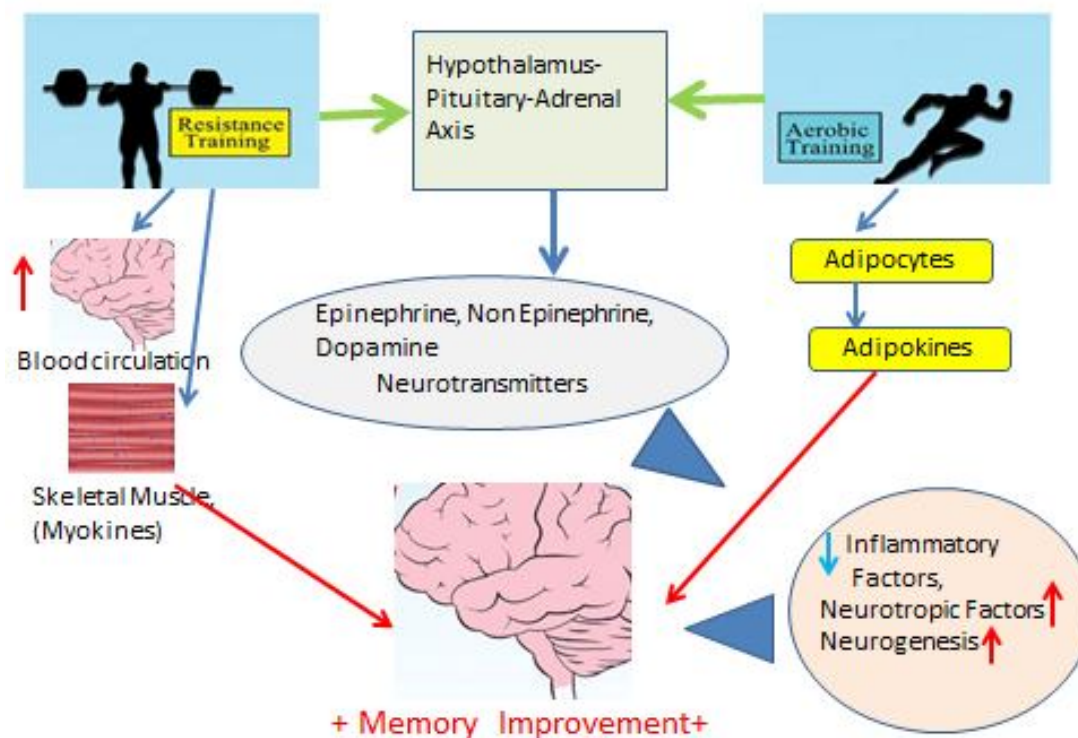 Resistance
Training
Hypothalamus-
Pituitary-Adrenal
Axis
Aerobic
Training
Blood circulation
Skeletal Muscle,
(Myokines)
Epinephrine, Non Epinephrine,
Dopamine
Neurotransmitters
Adipocytes
Adipokines
Inflammatory
Factors,
Neurotropic Factors
Neurogenesis
+ Memory Improvement+